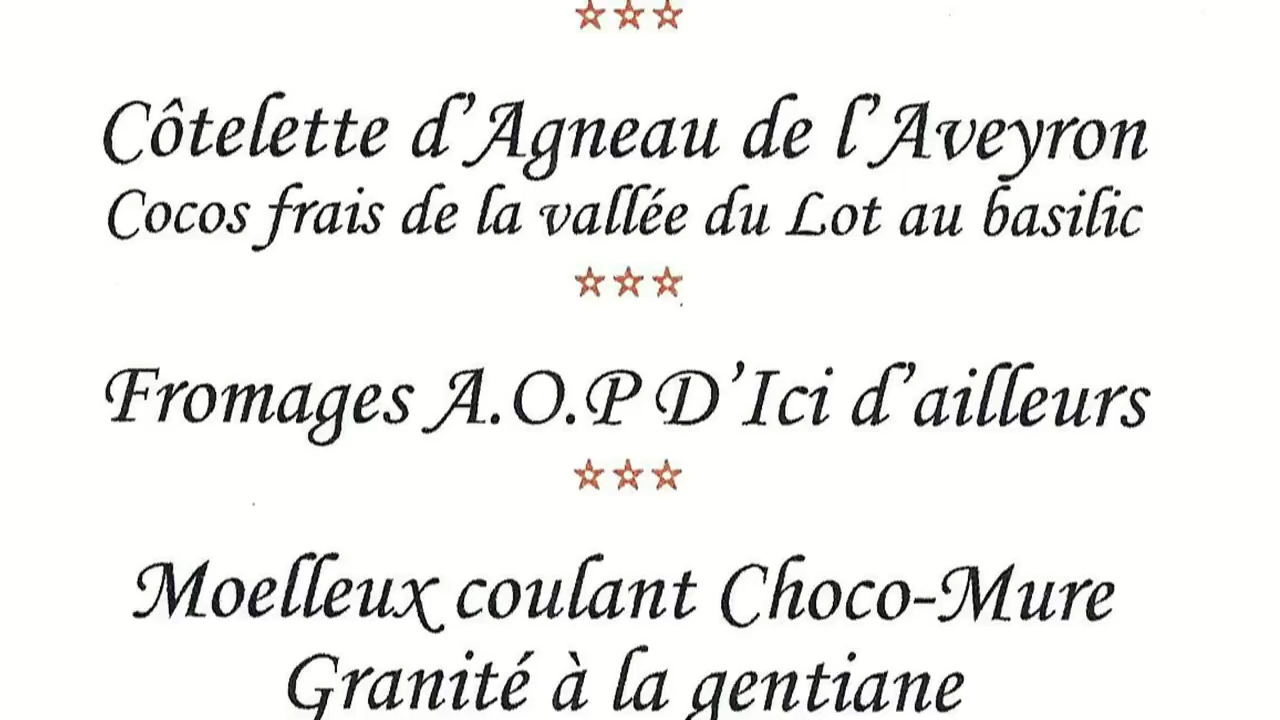 Côtelette d'Agneau de l'Aveyron
Cocos frais de la vallée du Lot au basilic
Fromages A.O.P D'Ici d'ailleurs
Moelleux coulant Choco-Mure
Granité à la gentiane